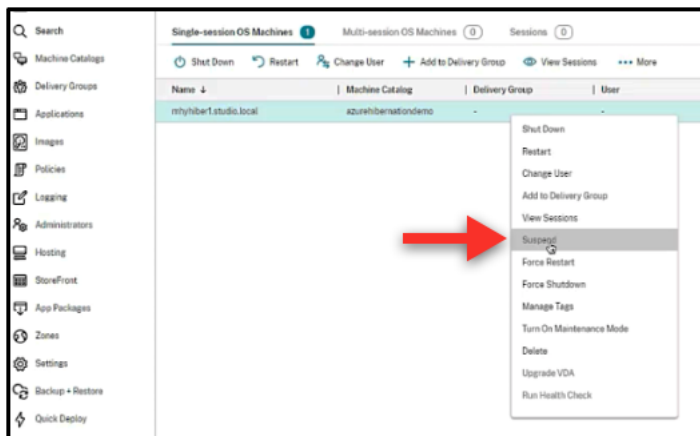 Search
Machine Catalogs
Delivery Groups
Applications
Images
Policies
Logging
Administrators
Hosting
StoreFront
App Packages
Zones
Settings
Backup + Restore
Quick Deploy
Single-session OS Machines 1 Multi-session OS Machines (0) Sessions (0)
Shut Down Restart Change User Add to Delivery Group View Sessions ••• More
Name ↓ | Machine Catalog | Delivery Group | User
mhyhiber1.studio.local azurehibernationdemo - -
Shut Down
Restart
Change User
Add to Delivery Group
View Sessions
Suspend
Force Restart
Force Shutdown
Manage Tags
Turn On Maintenance Mode
Delete
Upgrade VDA
Run Health Check